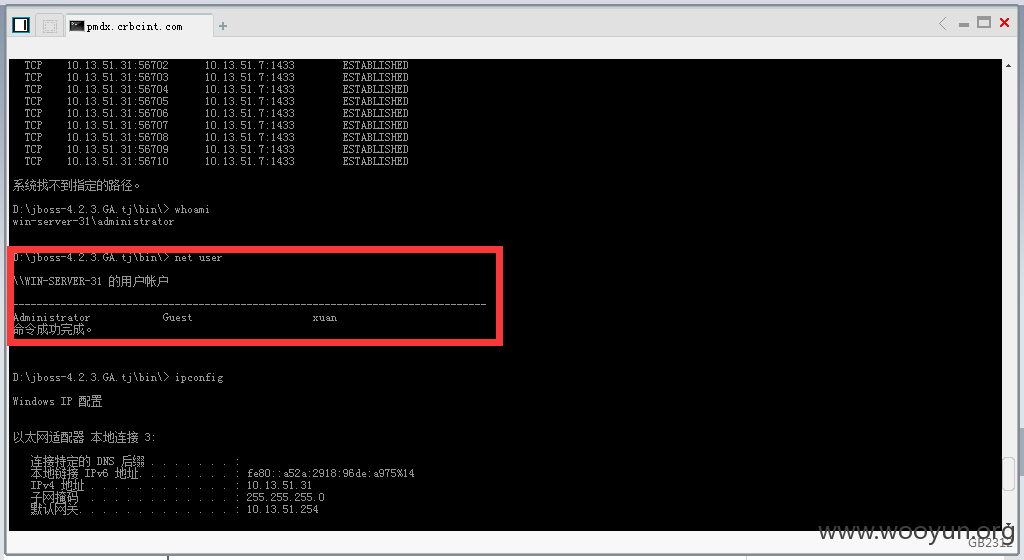 pmdx.crbcint.com
TCP 10.13.51.31:56702 10.13.51.7:1433 ESTABLISHED
TCP 10.13.51.31:56703 10.13.51.7:1433 ESTABLISHED
TCP 10.13.51.31:56704 10.13.51.7:1433 ESTABLISHED
TCP 10.13.51.31:56705 10.13.51.7:1433 ESTABLISHED
TCP 10.13.51.31:56706 10.13.51.7:1433 ESTABLISHED
TCP 10.13.51.31:56707 10.13.51.7:1433 ESTABLISHED
TCP 10.13.51.31:56708 10.13.51.7:1433 ESTABLISHED
TCP 10.13.51.31:56709 10.13.51.7:1433 ESTABLISHED
TCP 10.13.51.31:56710 10.13.51.7:1433 ESTABLISHED
系统找不到指定的路径。
D:\jboss-4.2.3.GA.tj\bin\> whoami
win-server-31\administrator
D:\jboss-4.2.3.GA.tj\bin\> net user
\\WIN-SERVER-31 的用户帐户
-------------------------------------------------------------------------------
Administrator Guest xuan
命令成功完成。
D:\jboss-4.2.3.GA.tj\bin\> ipconfig
Windows IP 配置
以太网适配器 本地连接 3:
连接特定的 DNS 后缀 . . . . . . . :
本地链接 IPv6 地址. . . . . . . . : fe80::a52a:2918:96de:a975%14
IPv4 地址 . . . . . . . . . . . . : 10.13.51.31
子网掩码 . . . . . . . . . . . . : 255.255.255.0
默认网关. . . . . . . . . . . . . : 10.13.51.254
www.wooyun.org
GB2312